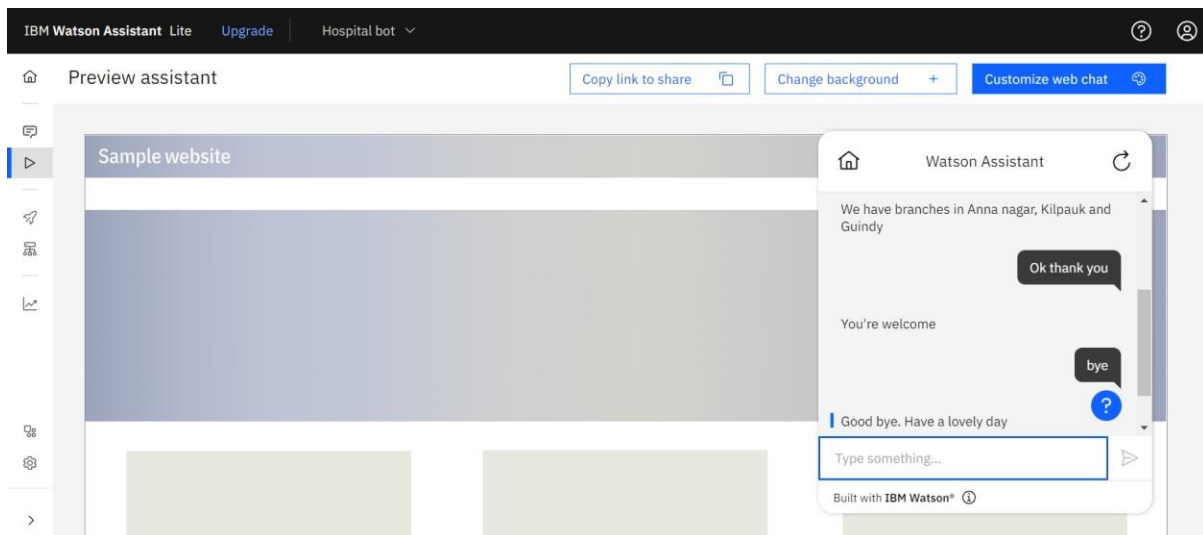 IBM Watson Assistant Lite Upgrade Hospital bot
Preview assistant Copy link to share Change background + Customize web chat
Sample website
Watson Assistant
We have branches in Anna nagar, Kilpauk and
Guindy
Ok thank you
You're welcome
bye
?
Good bye. Have a lovely day
Type something...
Built with IBM Watson®